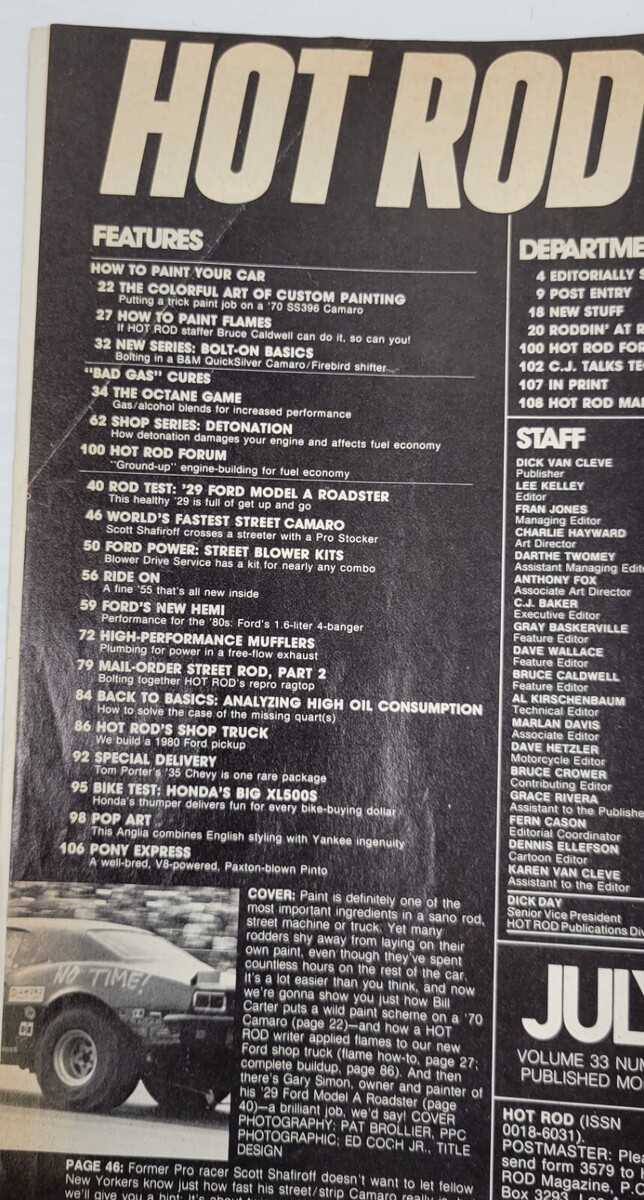 HOT ROD
FEATURES
HOW TO PAINT YOUR CAR
22 THE COLORFUL ART OF CUSTOM PAINTING
Putting a trick paint job on a '70 SS396 Camaro
27 HOW TO PAINT FLAMES
If HOT ROD staffer Bruce Caldwell can do it, so can you!
32 NEW SERIES: BOLT-ON BASICS
Bolting in a B&M QuickSilver Camaro/Firebird shifter
"BAD GAS" CURES
34 THE OCTANE GAME
Gas/alcohol blends for increased performance
62 SHOP SERIES: DETONATION
How detonation damages your engine and affects fuel economy
100 HOT ROD FORUM
"Ground-up" engine-building for fuel economy
40 ROD TEST: '29 FORD MODEL A ROADSTER
This healthy '29 is full of get up and go
46 WORLD'S FASTEST STREET CAMARO
Scott Shafiroff crosses a streeter with a Pro Stocker
50 FORD POWER: STREET BLOWER KITS
Blower Drive Service has a kit for nearly any combo
56 RIDE ON
A fine '55 that's all new inside
59 FORD'S NEW HEMI
Performance for the '80s: Ford's 1.6-liter 4-banger
72 HIGH-PERFORMANCE MUFFLERS
Plumbing for power in a free-flow exhaust
79 MAIL-ORDER STREET ROD, PART 2
Bolting together HOT ROD's repro ragtop
84 BACK TO BASICS: ANALYZING HIGH OIL CONSUMPTION
How to solve the case of the missing quart(s)
86 HOT ROD'S SHOP TRUCK
We build a 1980 Ford pickup
92 SPECIAL DELIVERY
Tom Porter's '35 Chevy is one rare package
95 BIKE TEST: HONDA'S BIG XL500S
Honda's thumper delivers fun for every bike-buying dollar
98 POP ART
This Anglia combines English styling with Yankee ingenuity
106 PONY EXPRESS
A well-bred, V8-powered, Paxton-blown Pinto
NO TIME!
COVER: Paint is definitely one of the
most important ingredients in a sano rod,
street machine or truck. Yet many
rodders shy away from laying on their
own paint, even though they've spent
countless hours on the rest of the car.
It's a lot easier than you think, and now
we're gonna show you just how Bill
Carter puts a wild paint scheme on a '70
Camaro (page 22)—and how a HOT
ROD writer applied flames to our new
Ford shop truck (flame how-to, page 27;
complete buildup, page 86). And then
there's Gary Simon, owner and painter of
his '29 Ford Model A Roadster (page
40)—a brilliant job, we'd say! COVER
PHOTOGRAPHY: PAT BROLLIER, PPC
PHOTOGRAPHIC; ED COCH JR., TITLE
DESIGN
PAGE 46: Former Pro racer Scott Shafiroff doesn't want to let fellow
New Yorkers know just how fast his street/strip Camaro really is
we'll give you a hint: it's about
DEPARTME
4 EDITORIALLY S
9 POST ENTRY
18 NEW STUFF
20 RODDIN' AT R
100 HOT ROD FOR
102 C.J. TALKS TE
107 IN PRINT
108 HOT ROD MA
STAFF
DICK VAN CLEVE
Publisher
LEE KELLEY
Editor
FRAN JONES
Managing Editor
CHARLIE HAYWARD
Art Director
DARTHE TWOMEY
Assistant Managing Edit
ANTHONY FOX
Associate Art Director
C.J. BAKER
Executive Editor
GRAY BASKERVILLE
Feature Editor
DAVE WALLACE
Feature Editor
BRUCE CALDWELL
Feature Editor
AL KIRSCHENBAUM
Technical Editor
MARLAN DAVIS
Associate Editor
DAVE HETZLER
Motorcycle Editor
BRUCE CROWER
Contributing Editor
GRACE RIVERA
Assistant to the Publishe
FERN CASON
Editorial Coordinator
DENNIS ELLEFSON
Cartoon Editor
KAREN VAN CLEVE
Assistant to the Editor
DICK DAY
Senior Vice President
HOT ROD Publications Div
JULY
VOLUME 33 NUM
PUBLISHED MO
HOT ROD (ISSN
0018-6031).
POSTMASTER: Plea
send form 3579 to
ROD Magazine, P.O